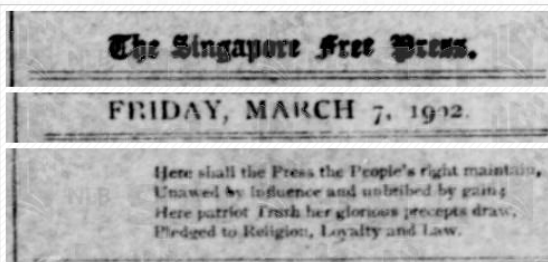 The Singapore Free Press.
FRIDAY, MARCH 7, 1902.
Here shall the Press the People's right maintain,
Unawed by influence and unbribed by gain;
Here patriot Truth her glorious precepts draw,
Pledged to Religion, Loyalty and Law.